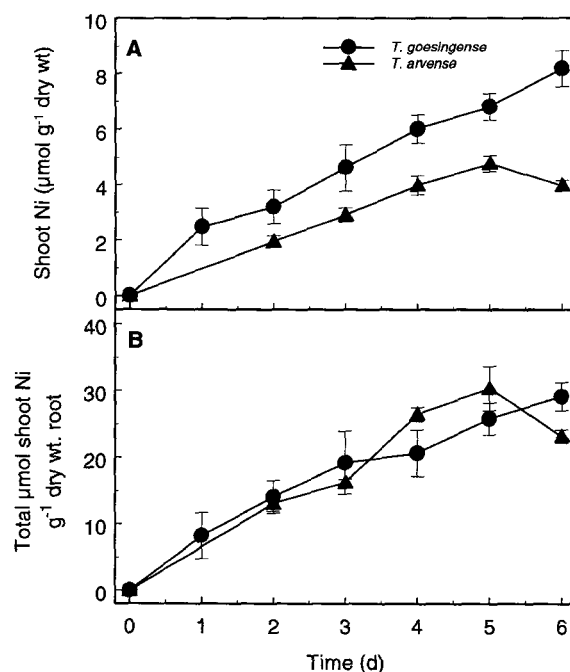 A
T. goesingense
T. arvense
Shoot Ni (μmol g⁻¹ dry wt)
10
8
6
4
2
0
B
Total μmol shoot Ni
g⁻¹ dry wt. root
40
30
20
10
0
0 1 2 3 4 5 6
Time (d)